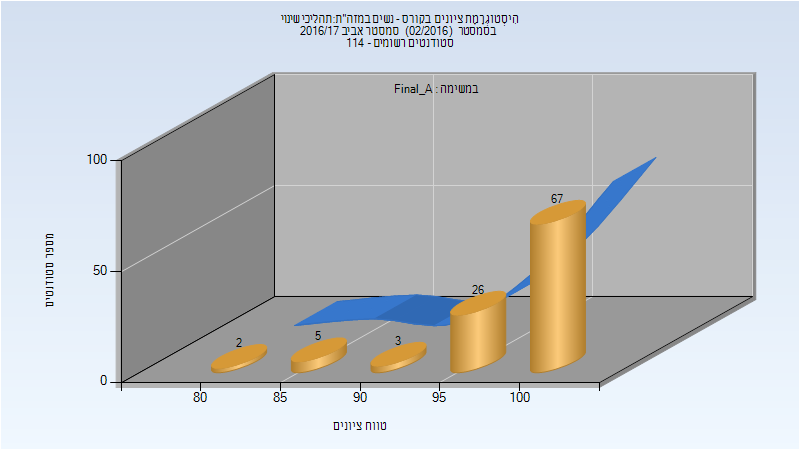 היסטוגרמת ציונים בקורס - נשים במזה"ת:תהליכי שינוי
בסמסטר (02/2016) סמסטר אביב 2016/17
סטודנטים רשומים - 114
במשימה : Final_A
100
50
0
מספר סטודנטים
2
5
3
26
67
80
85
90
95
100
טווח ציונים